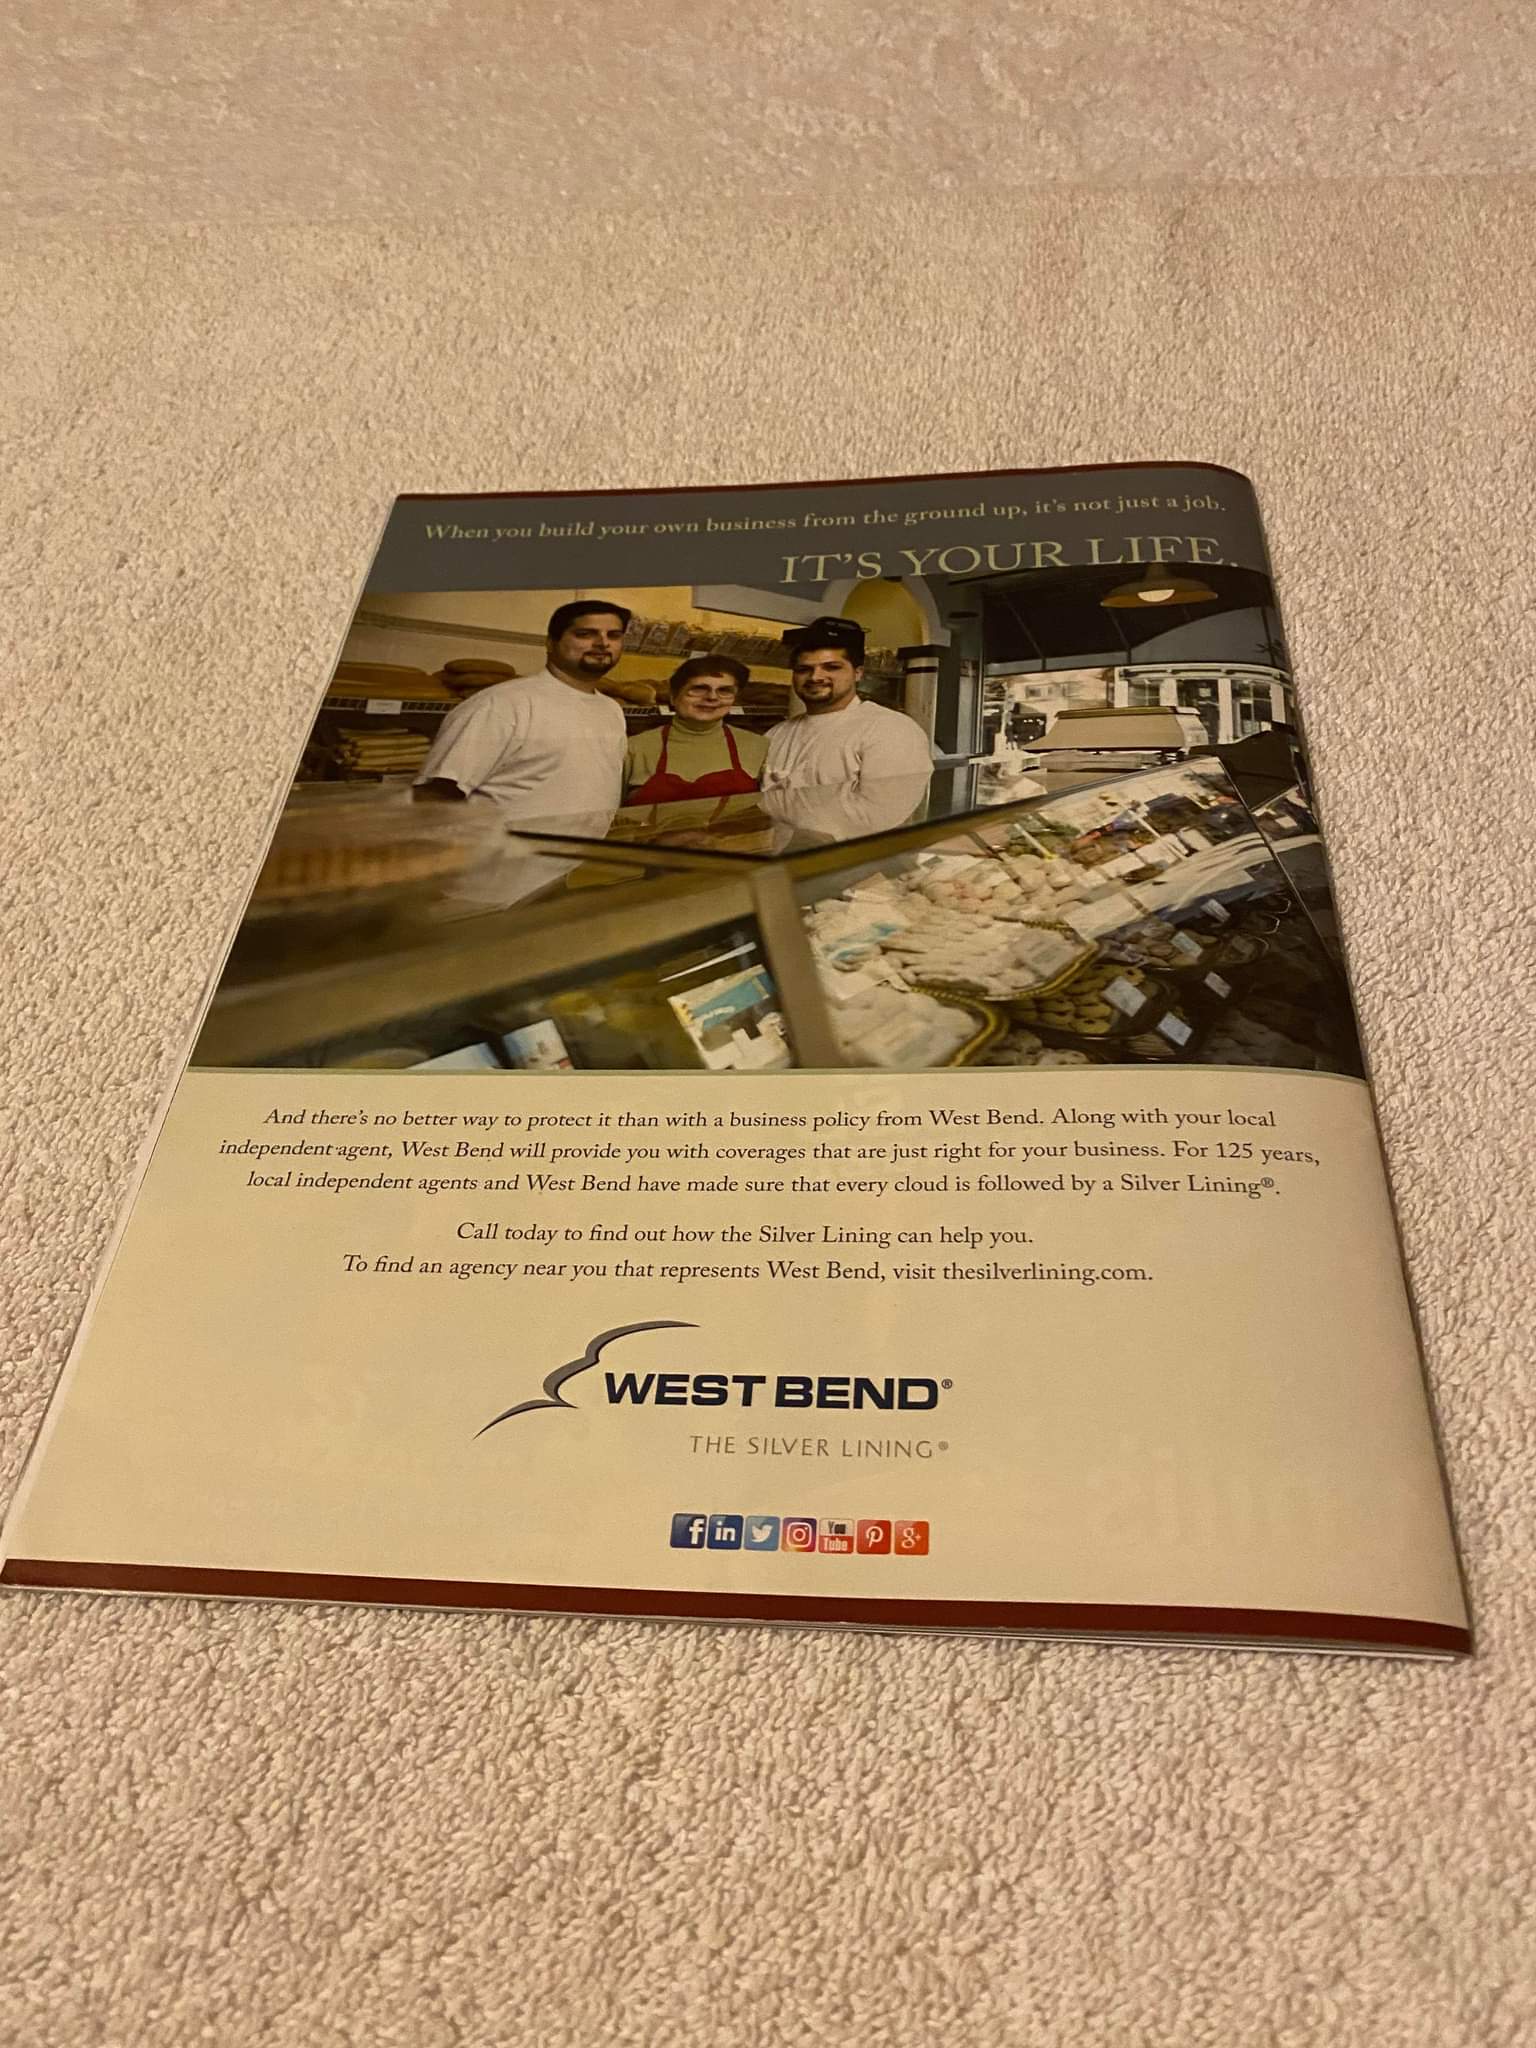 When you build your own business from the ground up, it's not just a job.
IT'S YOUR LIFE.
And there's no better way to protect it than with a business policy from West Bend. Along with your local
independent agent, West Bend will provide you with coverages that are just right for your business. For 125 years,
local independent agents and West Bend have made sure that every cloud is followed by a Silver Lining®.
Call today to find out how the Silver Lining can help you.
To find an agency near you that represents West Bend, visit thesilverlining.com.
WEST BEND®
THE SILVER LINING®
f in You Tube g+